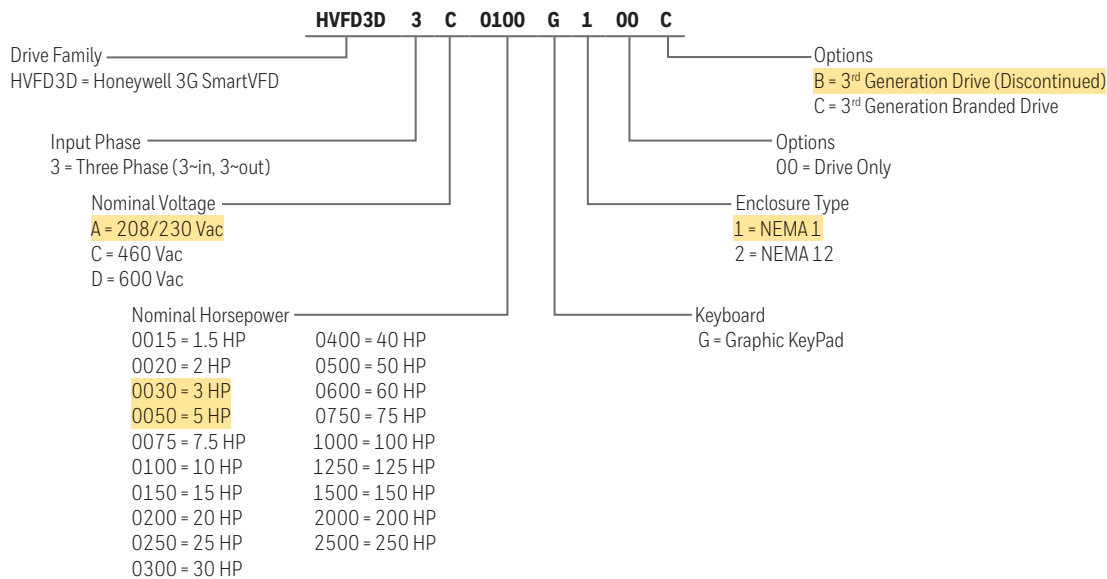 HVFD3D 3 C 0100 G 1 00 C
Drive Family
HVFD3D = Honeywell 3G SmartVFD
Input Phase
3 = Three Phase (3~in, 3~out)
Nominal Voltage
A = 208/230 Vac
C = 460 Vac
D = 600 Vac
Nominal Horsepower
0015 = 1.5 HP
0020 = 2 HP
0030 = 3 HP
0050 = 5 HP
0075 = 7.5 HP
0100 = 10 HP
0150 = 15 HP
0200 = 20 HP
0250 = 25 HP
0300 = 30 HP
0400 = 40 HP
0500 = 50 HP
0600 = 60 HP
0750 = 75 HP
1000 = 100 HP
1250 = 125 HP
1500 = 150 HP
2000 = 200 HP
2500 = 250 HP
Options
B = 3rd Generation Drive (Discontinued)
C = 3rd Generation Branded Drive
Options
00 = Drive Only
Enclosure Type
1 = NEMA 1
2 = NEMA 12
Keyboard
G = Graphic KeyPad